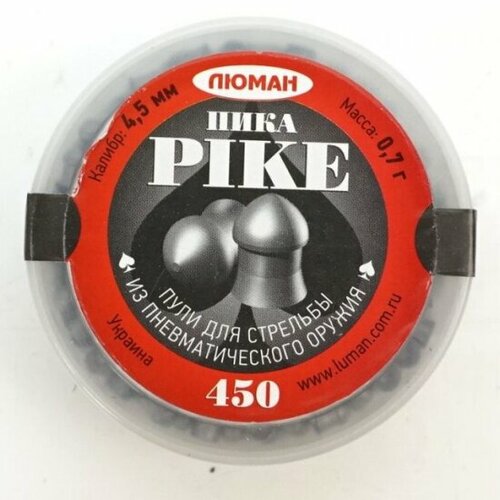 ЛЮМАН
Калибр: 4,5 мм
Масса: 0,7 г
ПИКА
PIKE
ПУЛИ ДЛЯ СТРЕЛЬБЫ
ИЗ ПНЕВМАТИЧЕСКОГО ОРУЖИЯ
Украина
www.luman.com.ru
450